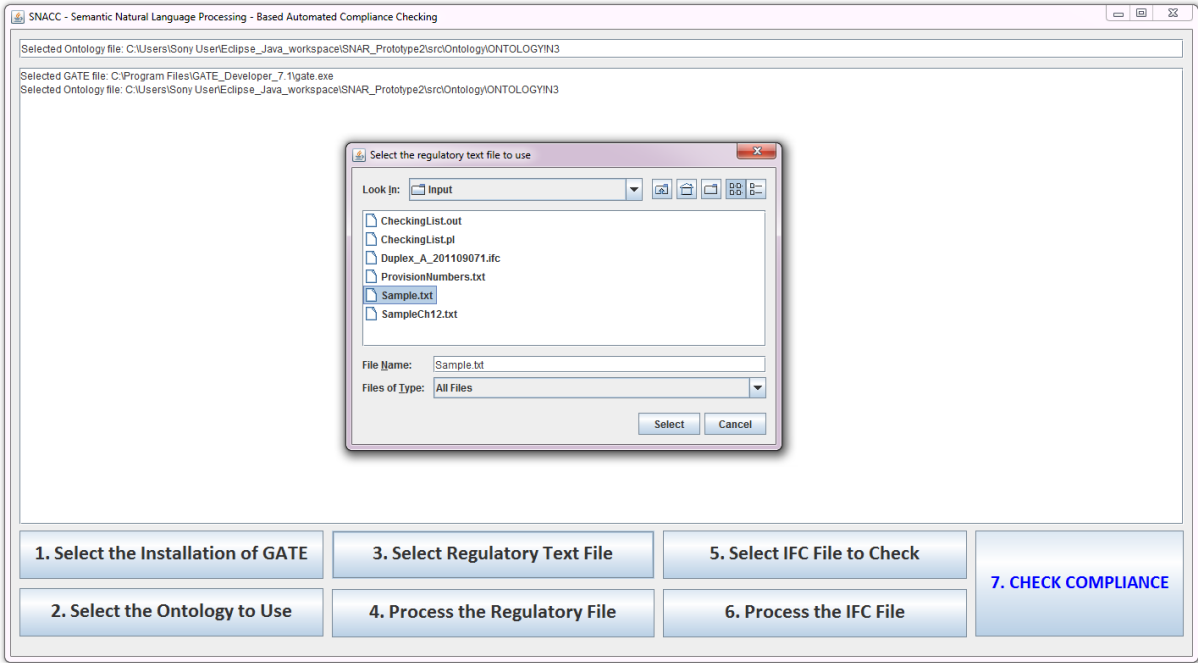 SNACC - Semantic Natural Language Processing - Based Automated Compliance Checking
Selected Ontology file: C:\Users\Sony User\Eclipse_Java_workspace\SNAR_Prototype2\src\Ontology\ONTOLOGY!N3
Selected GATE file: C:\Program Files\GATE_Developer_7.1\gate.exe
Selected Ontology file: C:\Users\Sony User\Eclipse_Java_workspace\SNAR_Prototype2\src\Ontology\ONTOLOGY!N3
Select the regulatory text file to use
Look In: Input
CheckingList.out
CheckingList.pl
Duplex_A_201109071.ifc
ProvisionNumbers.txt
Sample.txt
SampleCh12.txt
File Name: Sample.txt
Files of Type: All Files
Select Cancel
1. Select the Installation of GATE 3. Select Regulatory Text File 5. Select IFC File to Check
7. CHECK COMPLIANCE
2. Select the Ontology to Use 4. Process the Regulatory File 6. Process the IFC File